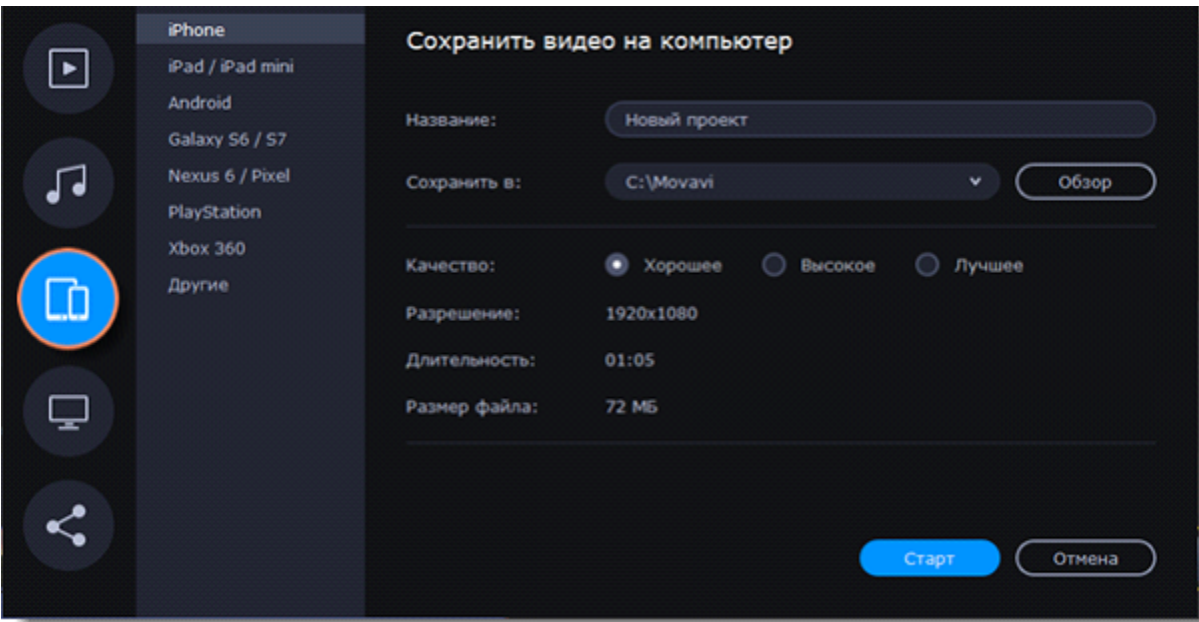 iPhone
iPad / iPad mini
Android
Galaxy S6 / S7
Nexus 6 / Pixel
PlayStation
Xbox 360
Другие
Сохранить видео на компьютер
Название: Новый проект
Сохранить в: C:\Movavi Обзор
Качество: Хорошее Высокое Лучшее
Разрешение: 1920x1080
Длительность: 01:05
Размер файла: 72 МБ
Старт Отмена